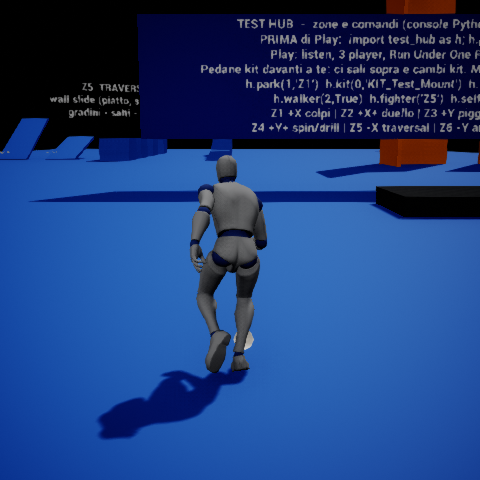 TEST HUB - zone e comandi (console Pytho
PRIMA di Play: import test_hub as h; h.
Play: listen, 3 player, Run Under One P
Pedane kit davanti a te: ci sali sopra e cambi kit. M
h.park(1,'Z1') h.kit(0,'KIT_Test_Mount') h.
h.walker(2,True) h.fighter('Z5') h.self
Z1 +X colpi | Z2 +X+ duello | Z3 +Y pigg
Z4 +Y+ spin/drill | Z5 -X traversal | Z6 -Y ar
Z5 TRAVERS
wall slide (piatto, s
gradini - salti -